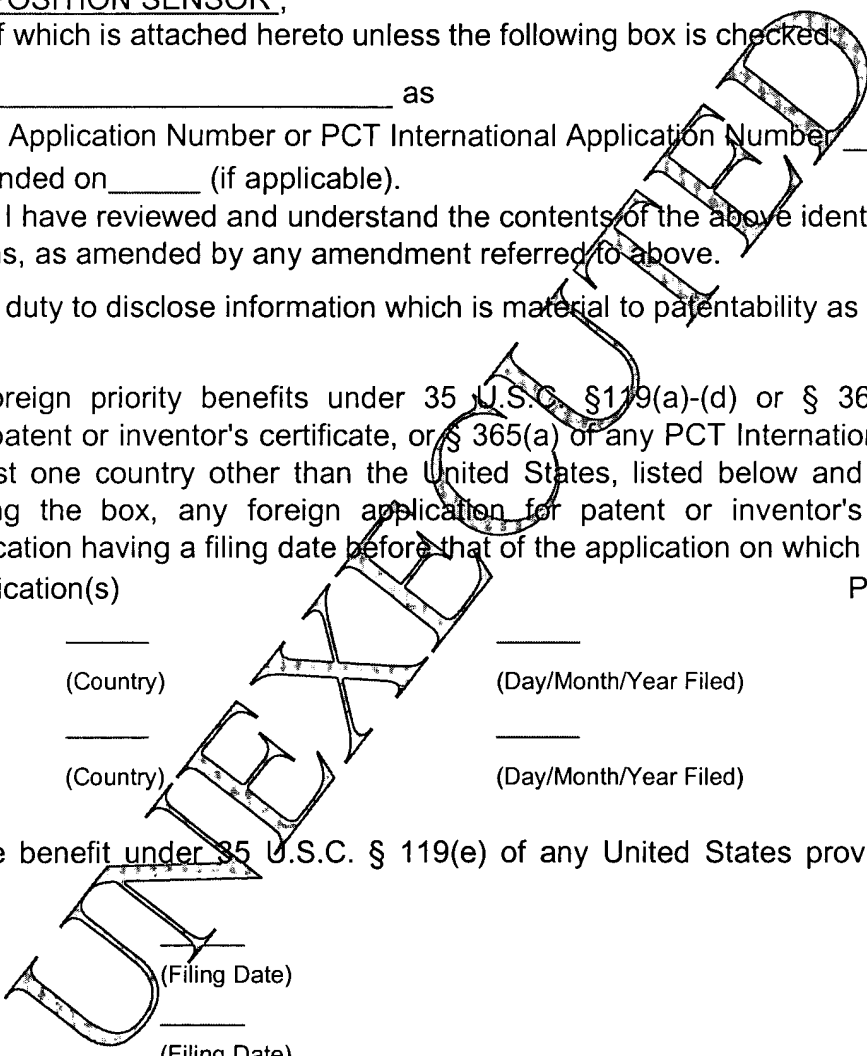 POSITION SENSOR,
f which is attached hereto unless the following box is checked:
as
Application Number or PCT International Application Number
nded on______ (if applicable).
I have reviewed and understand the contents of the above ident
s, as amended by any amendment referred to above.
duty to disclose information which is material to patentability as
oreign priority benefits under 35 U.S.C. §119(a)-(d) or § 36
patent or inventor's certificate, or § 365(a) of any PCT Internation
st one country other than the United States, listed below and
ng the box, any foreign application for patent or inventor's
cation having a filing date before that of the application on which
ication(s) P
(Country) (Day/Month/Year Filed)
(Country) (Day/Month/Year Filed)
e benefit under 35 U.S.C. § 119(e) of any United States prov
(Filing Date)
(Filing Date)
UNEXECUTED